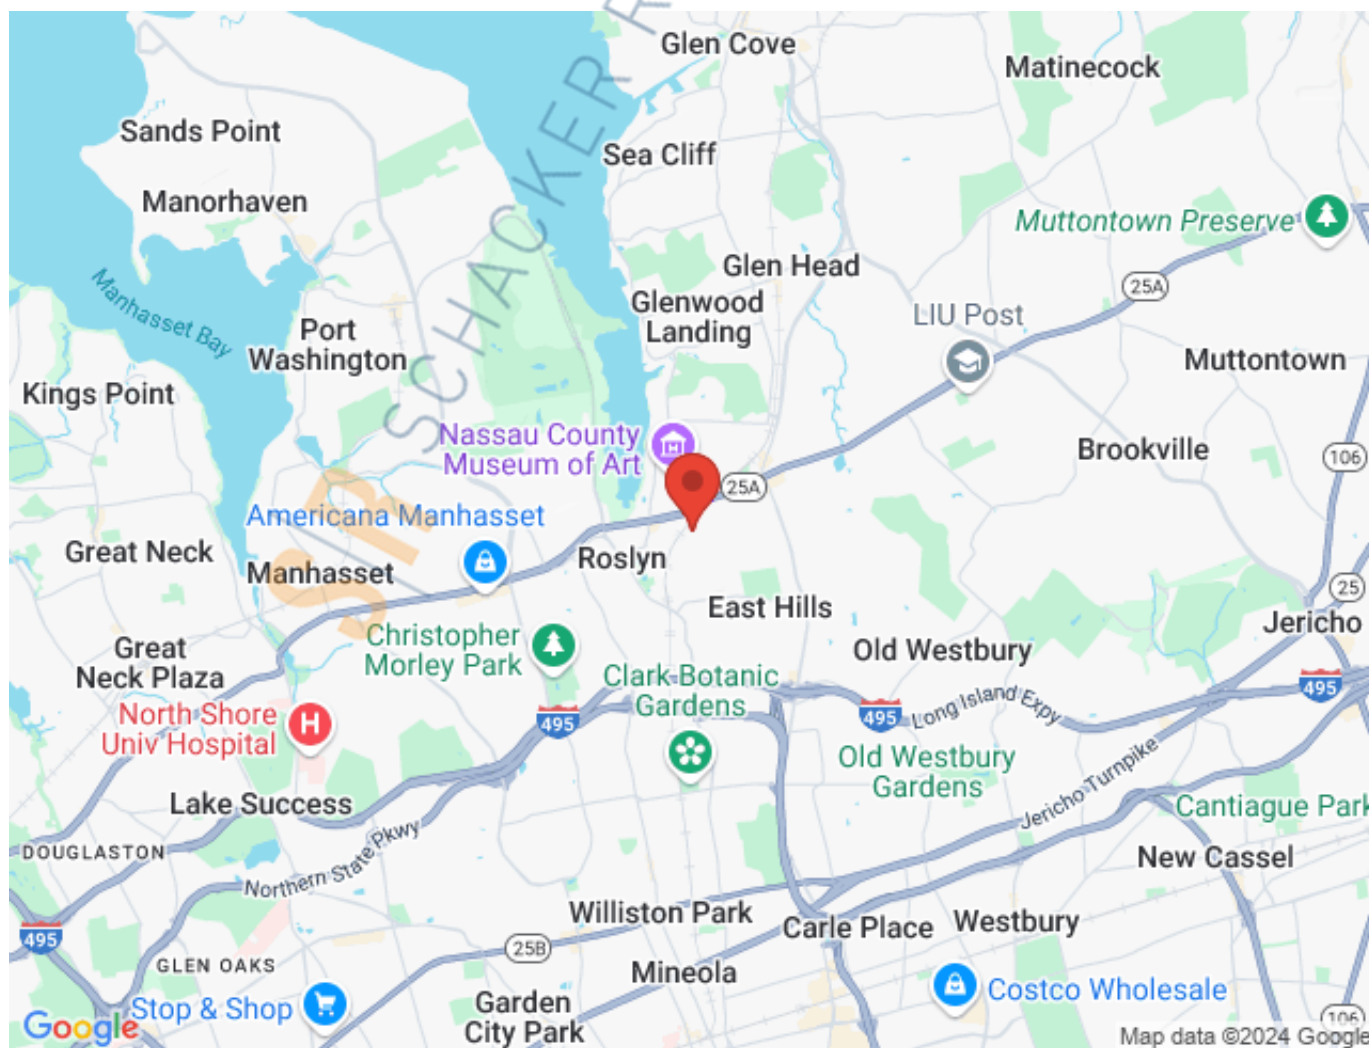 Glen Cove
Matinecock
Sands Point
Sea Cliff
Manorhaven
Muttontown Preserve
Glen Head
25A
Manhasset Bay
Glenwood
Landing
LIU Post
Port
Washington
Muttontown
Kings Point
Nassau County
Museum of Art
Brookville
106
25A
SCHACKER R
SIR
Americana Manhasset
Great Neck
Manhasset
Roslyn
25
East Hills
Jericho
Christopher
Morley Park
Great
Neck Plaza
Old Westbury
Clark Botanic
Gardens
495
495
495
Long Island Expy
North Shore
Univ Hospital
H
Old Westbury
Gardens
Jericho Turnpike
Lake Success
Cantiague Park
Northern State Pkwy
DOUGLASTON
New Cassel
Williston Park
Carle Place
Westbury
495
25B
GLEN OAKS
Mineola
Stop & Shop
Garden
City Park
Costco Wholesale
106
Google
Map data ©2024 Google